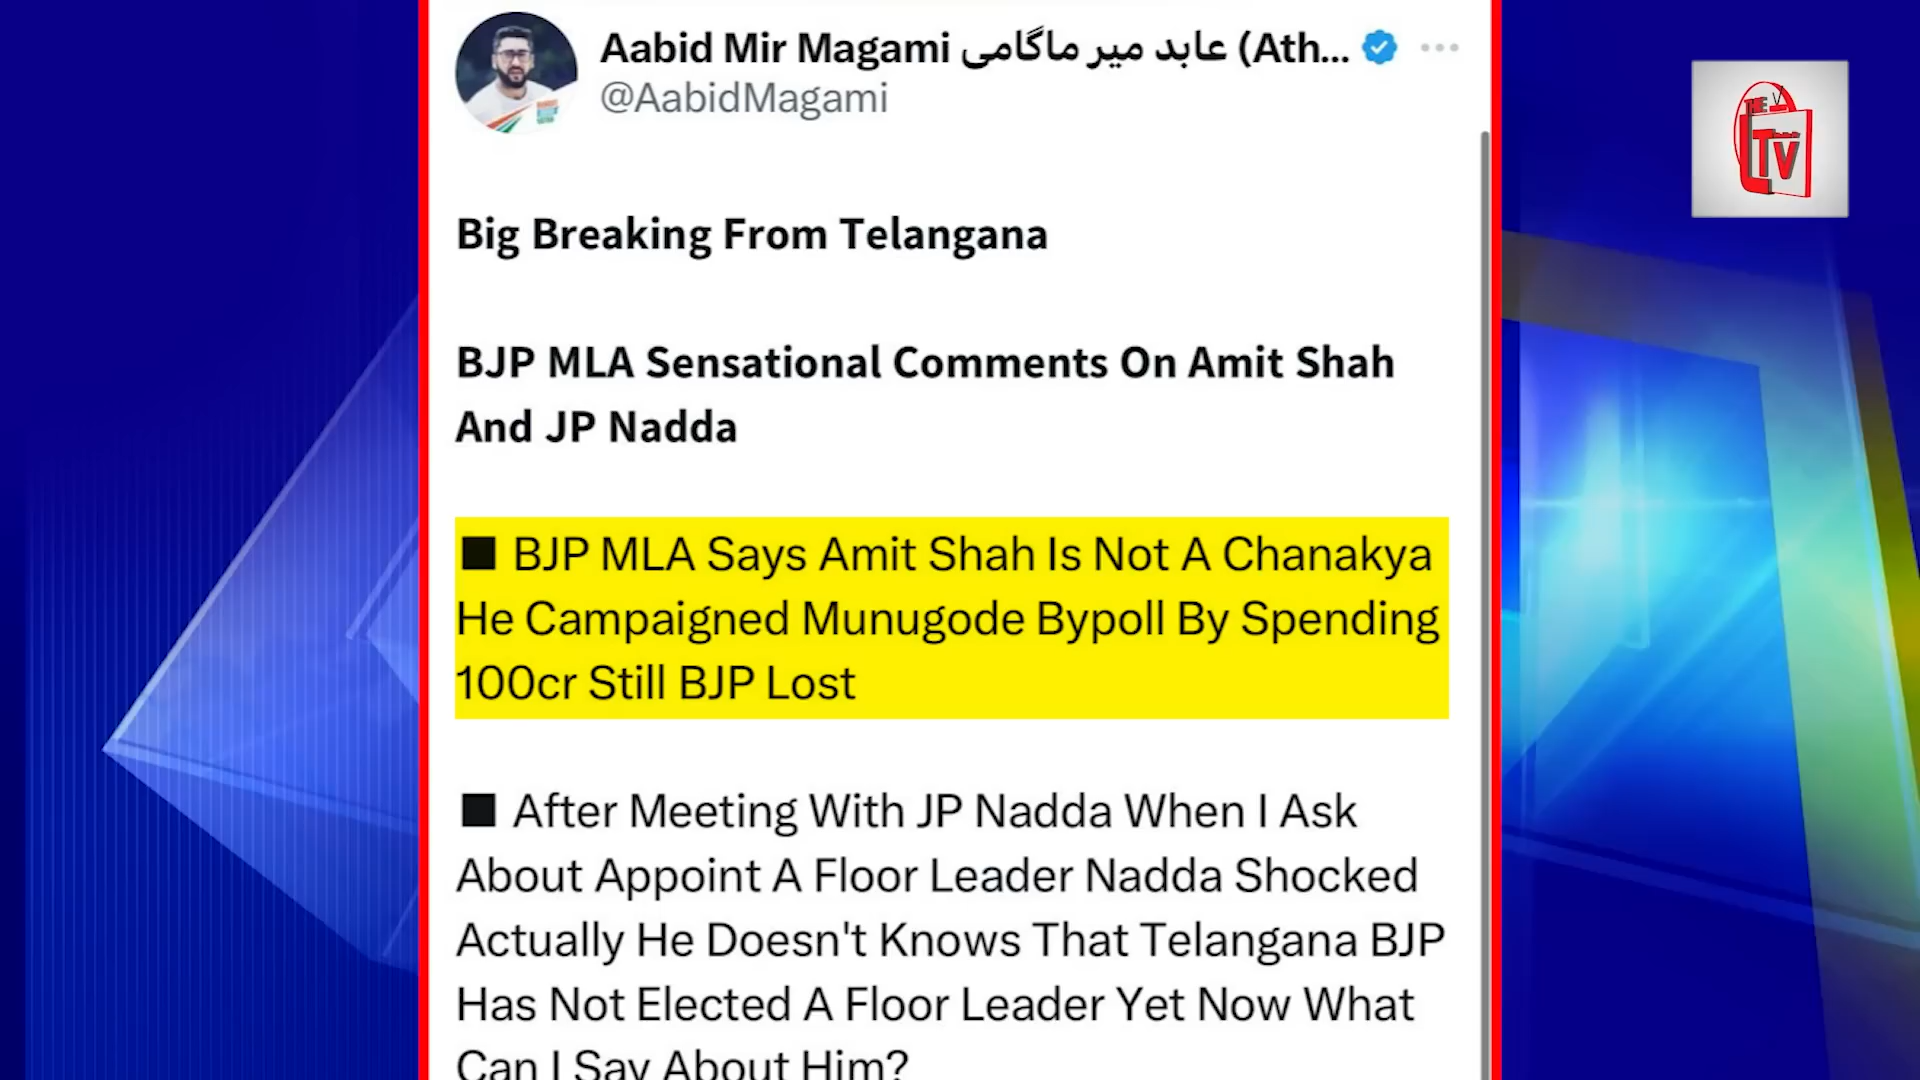 Aabid Mir Magami عابد میر ماگامی (Ath...
@AabidMagami
THE
TV
Big Breaking From Telangana
BJP MLA Sensational Comments On Amit Shah
And JP Nadda
■ BJP MLA Says Amit Shah Is Not A Chanakya
He Campaigned Munugode Bypoll By Spending
100cr Still BJP Lost
■ After Meeting With JP Nadda When I Ask
About Appoint A Floor Leader Nadda Shocked
Actually He Doesn't Knows That Telangana BJP
Has Not Elected A Floor Leader Yet Now What
Can I Say About Him?